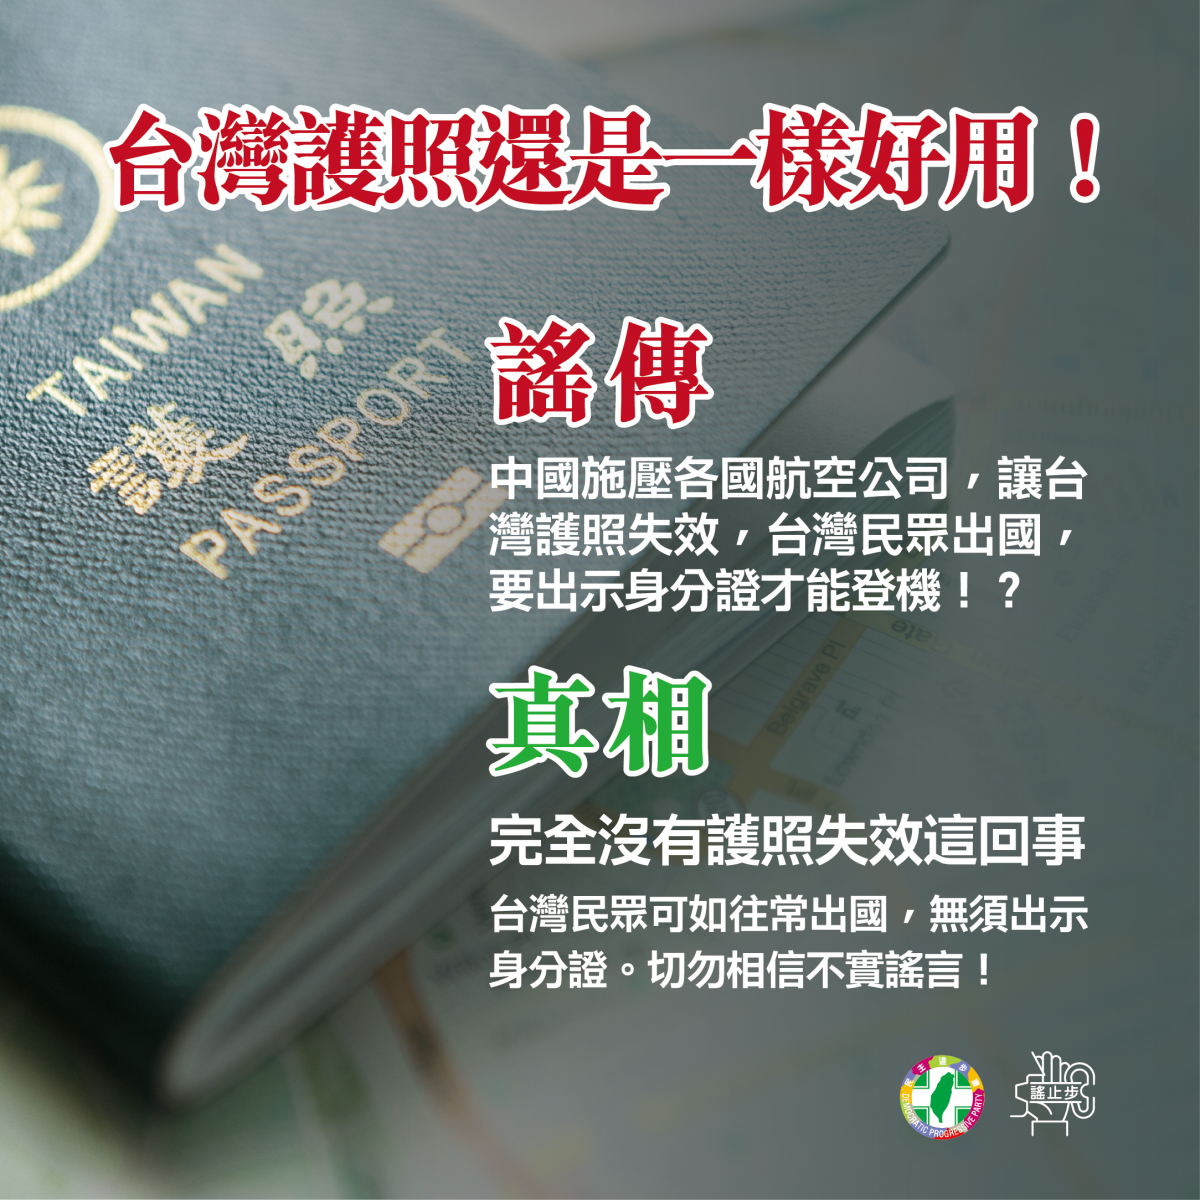 台灣護照還是一樣好用！
TAIWAN
護照
PASSPORT
謠傳
中國施壓各國航空公司，讓台
灣護照失效，台灣民眾出國，
要出示身分證才能登機！？
真相
完全沒有護照失效這回事
台灣民眾可如往常出國，無須出示
身分證。切勿相信不實謠言！
Belgrave Pl
民主進步黨
DEMOCRATIC PROGRESSIVE PARTY
謠止步